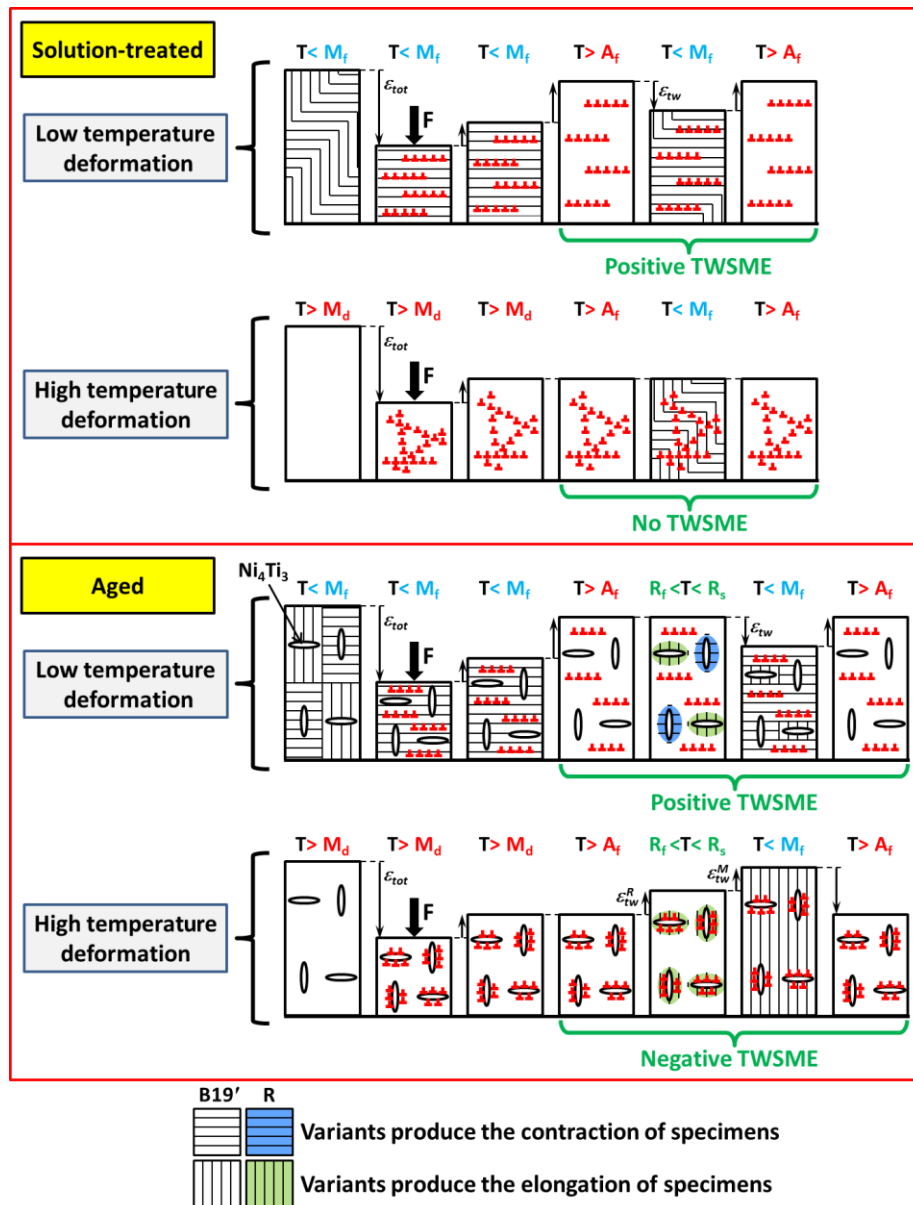 Solution-treated
T< Mf T< Mf T< Mf T> Af T< Mf T> Af
Low temperature
deformation
εtot
F
εtw
Positive TWSME
T> Md T> Md T> Md T> Af T< Mf T> Af
High temperature
deformation
εtot
F
No TWSME
Aged
Ni₄Ti₃
T< Mf T< Mf T< Mf T> Af Rf <T< Rs T< Mf T> Af
Low temperature
deformation
εtot
F
εtw
Positive TWSME
T> Md T> Md T> Md T> Af Rf <T< Rs T< Mf T> Af
High temperature
deformation
εtot
F
εtw^R
εtw^M
Negative TWSME
B19′ R
Variants produce the contraction of specimens
Variants produce the elongation of specimens